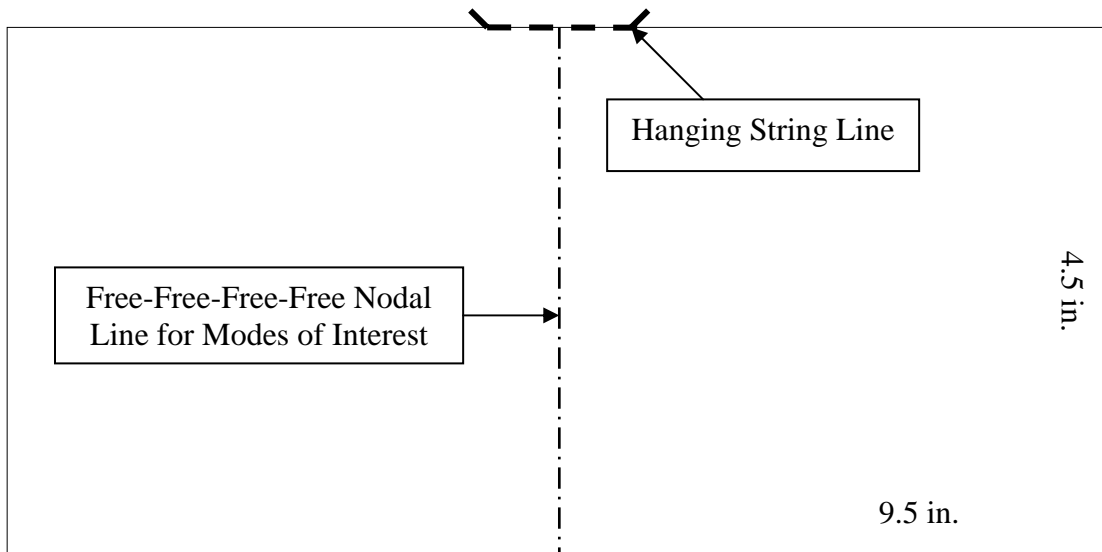 Hanging String Line
Free-Free-Free-Free Nodal
Line for Modes of Interest
4.5 in.
9.5 in.